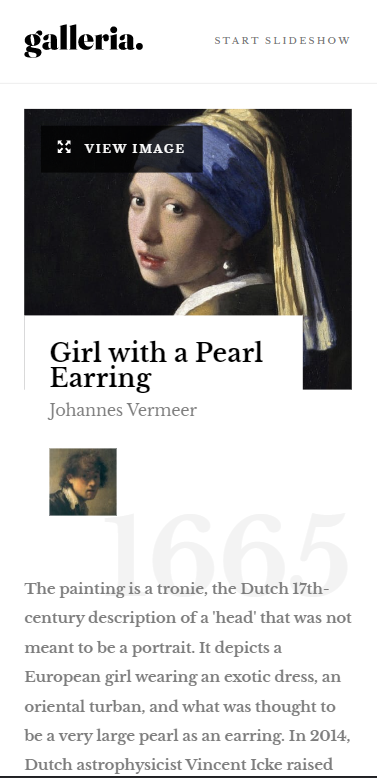 galleria.
START SLIDESHOW
VIEW IMAGE
Girl with a Pearl
Earring
Johannes Vermeer
1665
The painting is a tronie, the Dutch 17th-
century description of a 'head' that was not
meant to be a portrait. It depicts a
European girl wearing an exotic dress, an
oriental turban, and what was thought to
be a very large pearl as an earring. In 2014,
Dutch astrophysicist Vincent Icke raised